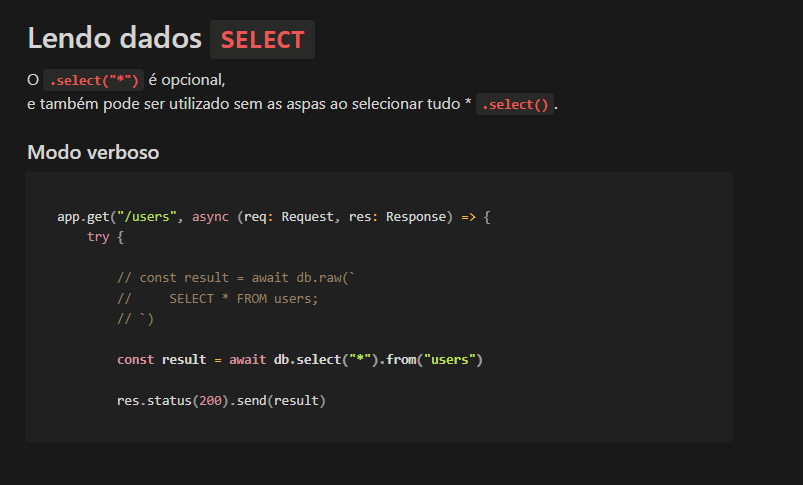 Lendo dados SELECT
O .select("*") é opcional,
e também pode ser utilizado sem as aspas ao selecionar tudo * .select().
Modo verboso
app.get("/users", async (req: Request, res: Response) => {
    try {
        // const result = await db.raw(`
        //     SELECT * FROM users;
        // `)
        const result = await db.select("*").from("users")
        res.status(200).send(result)